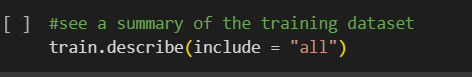 [ ] #see a summary of the training dataset
train.describe(include = "all")